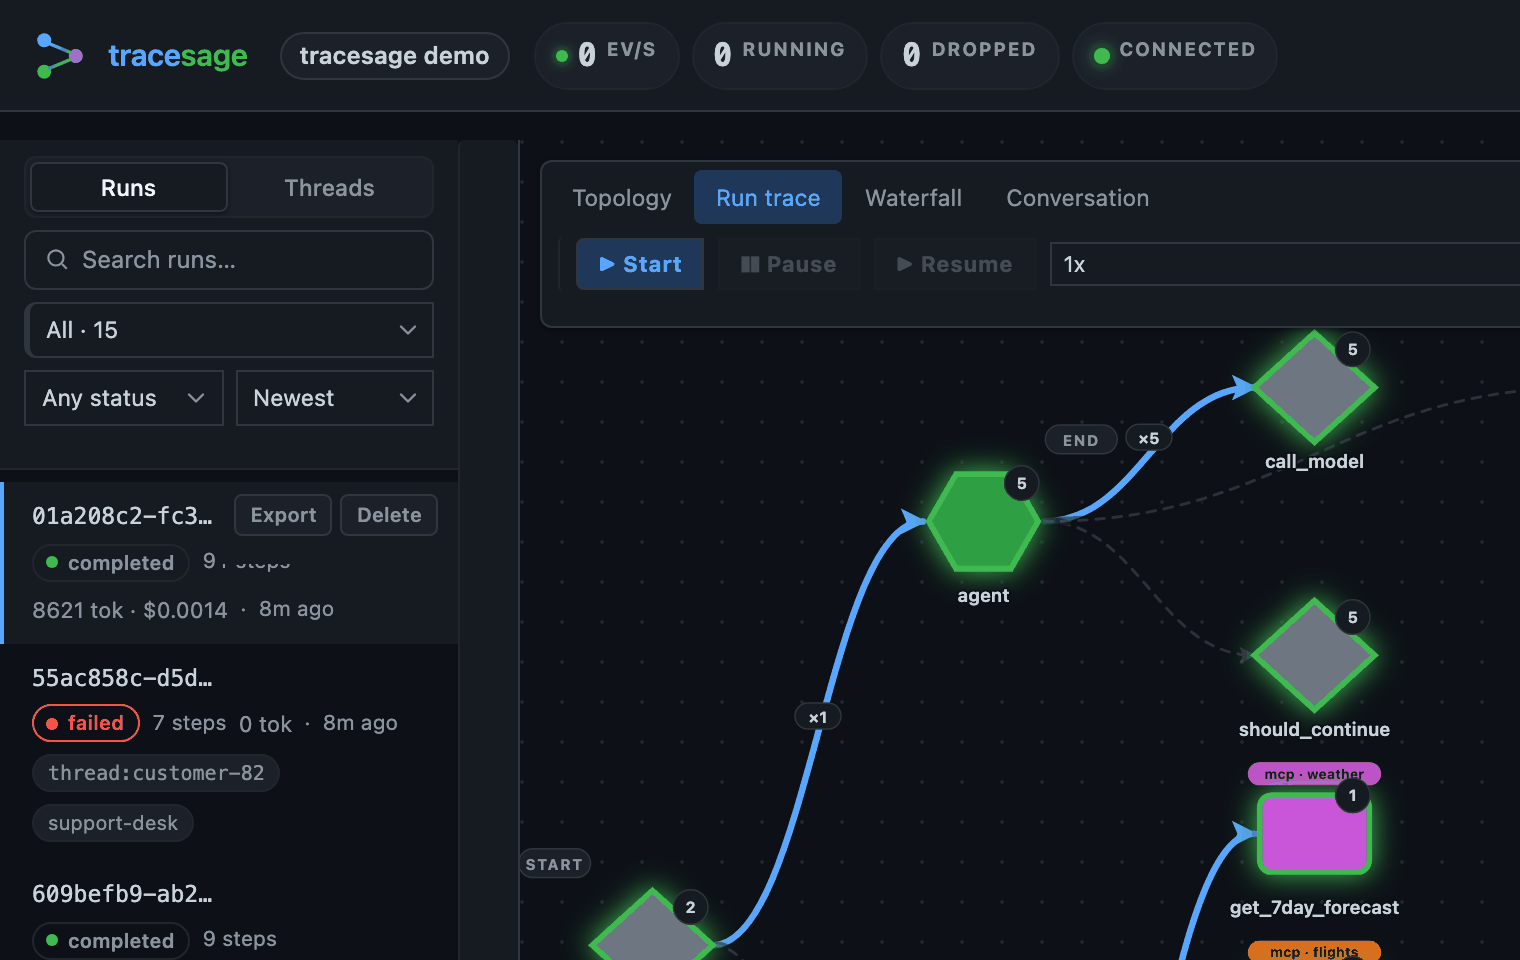 tracesage
tracesage demo
0 EV/S
0 RUNNING
0 DROPPED
CONNECTED
Runs
Threads
Search runs...
All · 15
Any status
Newest
01a208c2-fc3…
Export
Delete
completed
8621 tok · $0.0014 · 8m ago
55ac858c-d5d…
failed
7 steps 0 tok · 8m ago
thread:customer-82
support-desk
609befb9-ab2…
completed
9 steps
Topology
Run trace
Waterfall
Conversation
Start
Pause
Resume
1x
5
call_model
END
×5
5
agent
5
should_continue
×1
mcp · weather
1
get_7day_forecast
START
2
mcp · flights